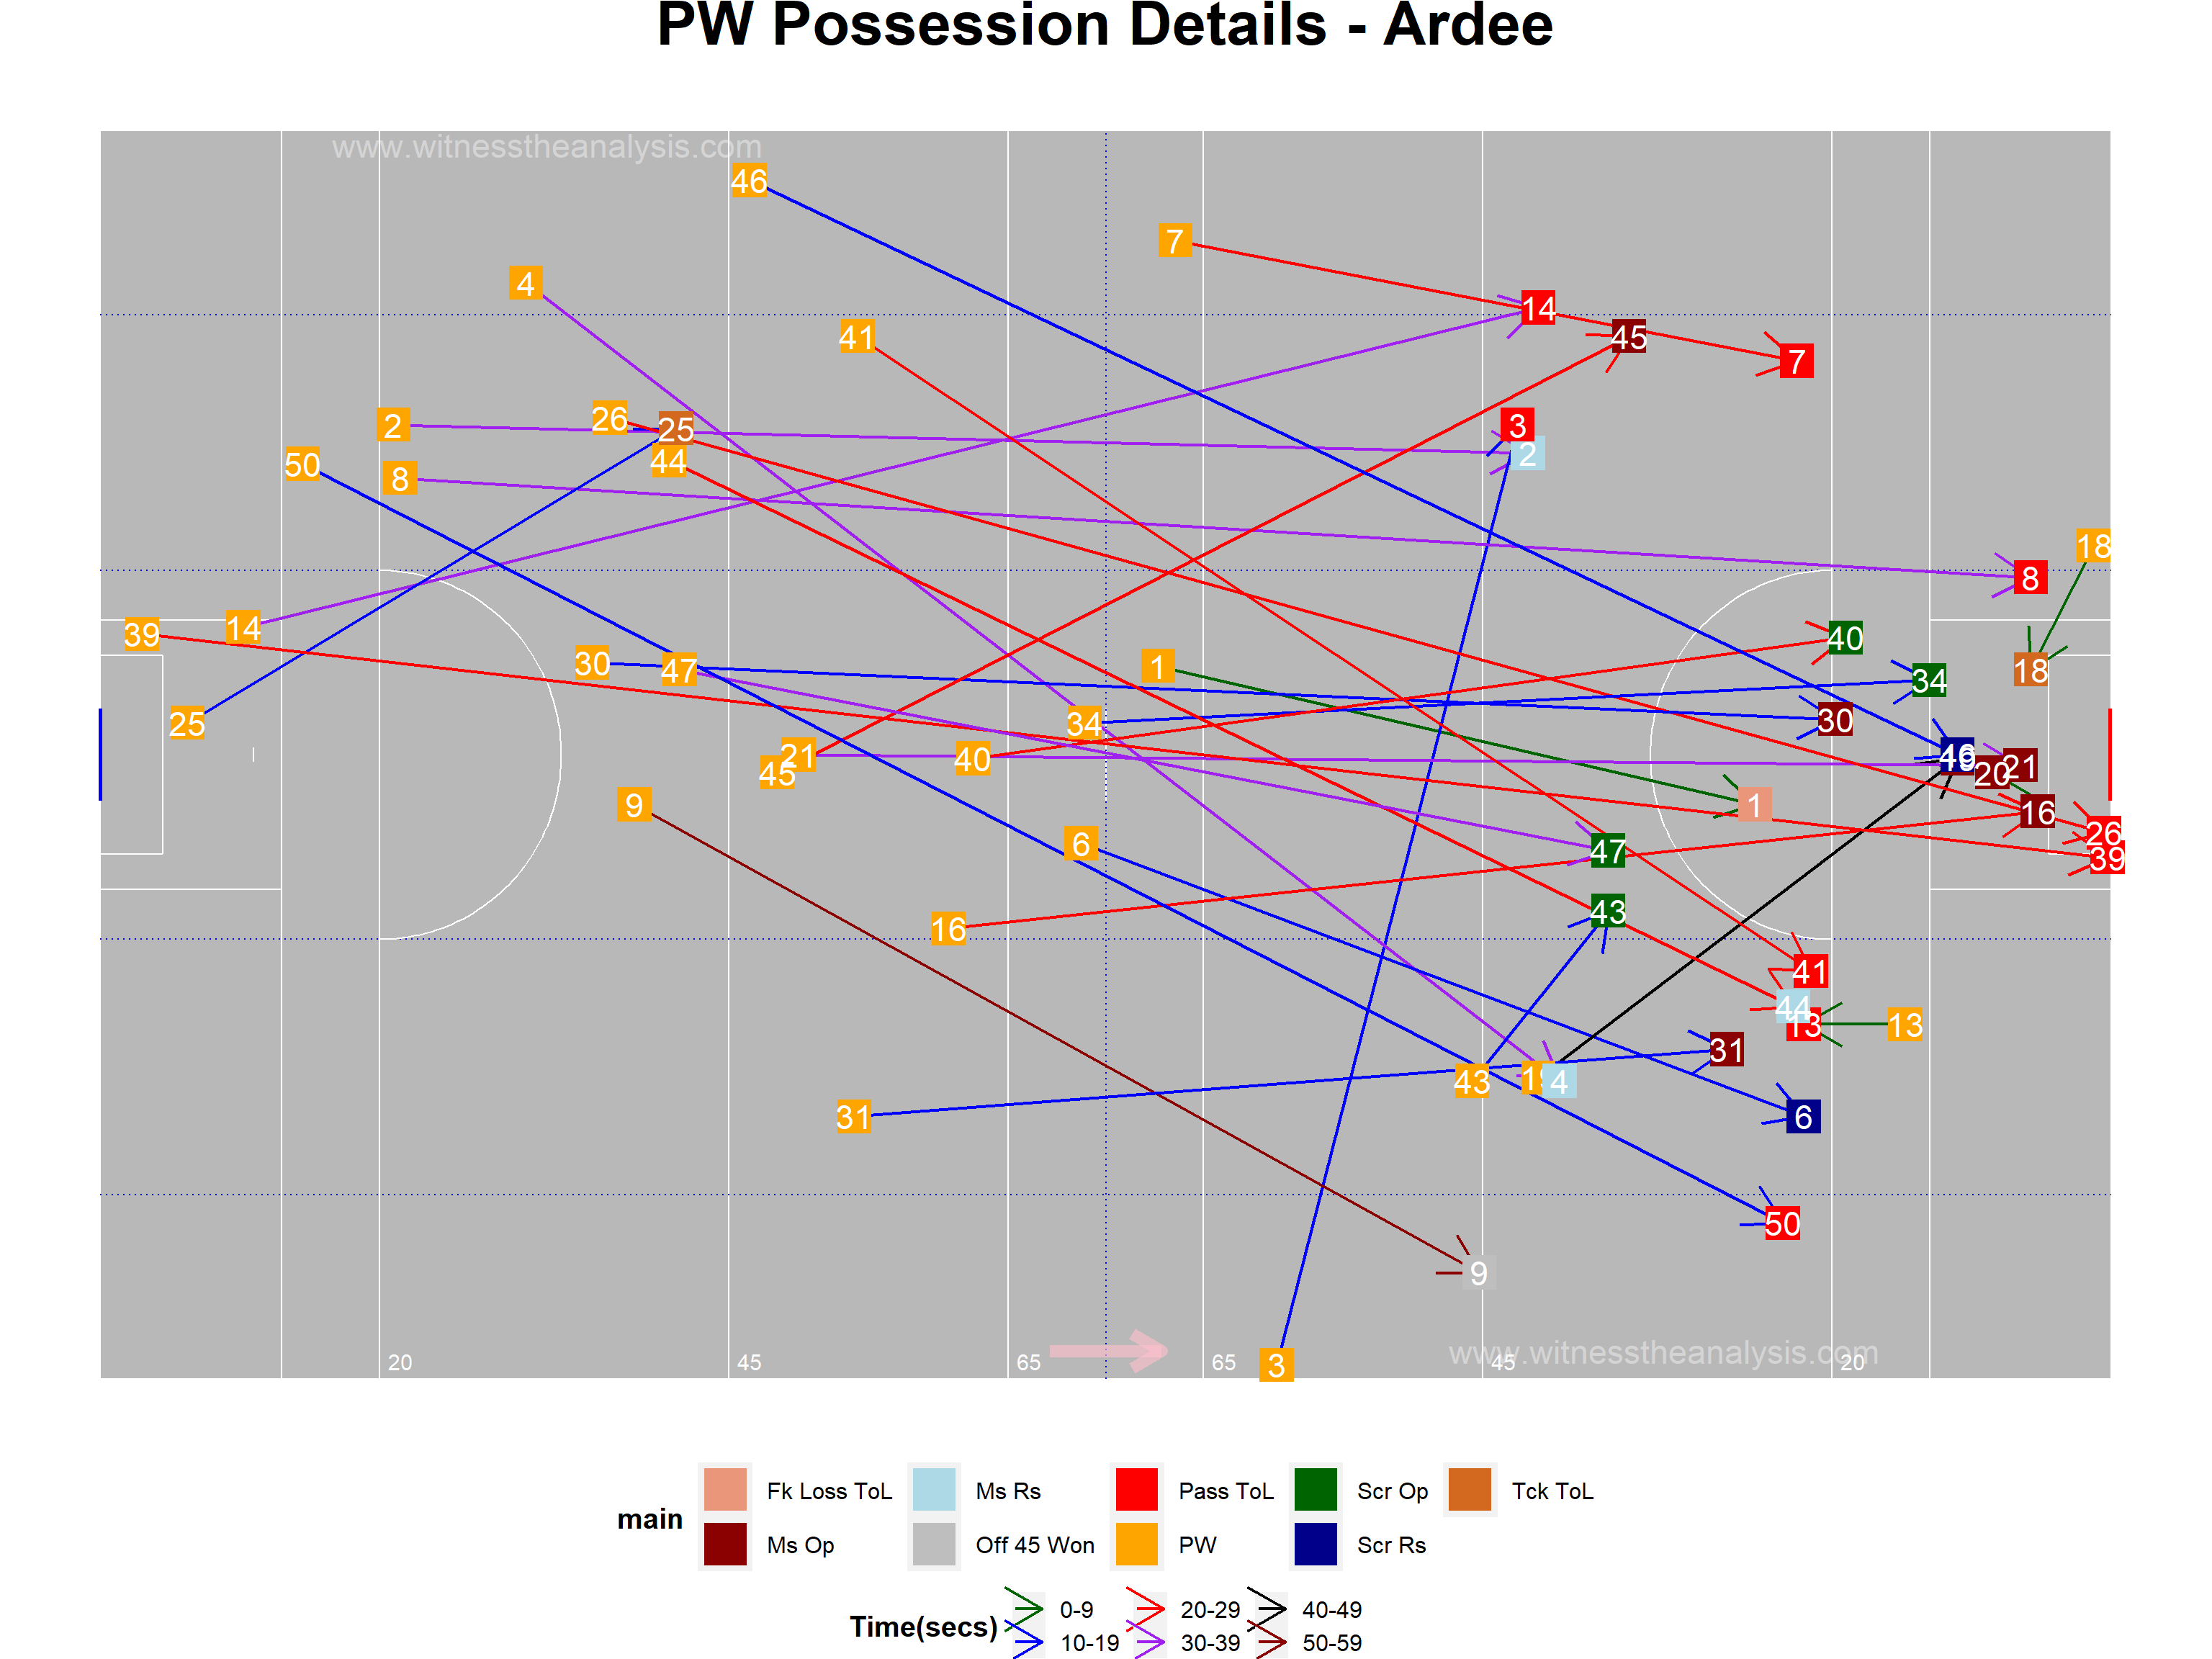 PW Possession Details - Ardee
www.witnesstheanalysis.com
46
7
4
14
41
45
7
2 26 25 3
44 2
50 8
18
8
14
39 40
30 47 1 18
34
25 34 30
21 40 46 21
45 20
9 1 16
26
6 47 39
16 43
41
44
13 13
31
43 4
31 6
50
9
www.witnesstheanalysis.com
20 45 65 65 3 45 20
Fk Loss ToL Ms Rs Pass ToL Scr Op Tck ToL
main
Ms Op Off 45 Won PW Scr Rs
0-9 20-29 40-49
Time(secs)
10-19 30-39 50-59